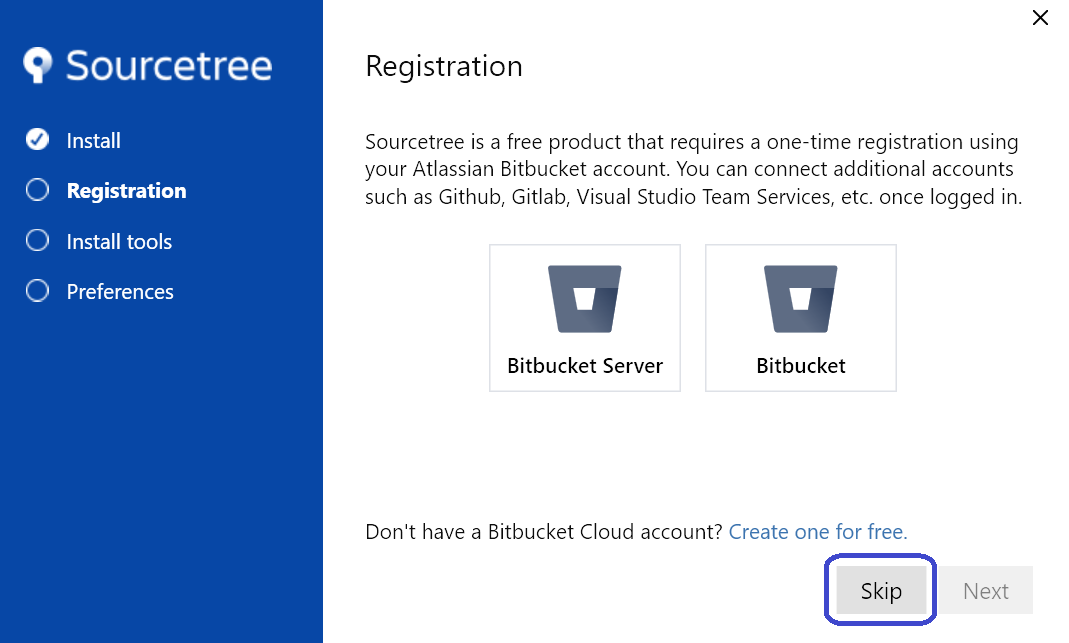 Sourcetree
Install
Registration
Install tools
Preferences
Registration
Sourcetree is a free product that requires a one-time registration using
your Atlassian Bitbucket account. You can connect additional accounts
such as Github, Gitlab, Visual Studio Team Services, etc. once logged in.
Bitbucket Server
Bitbucket
Don't have a Bitbucket Cloud account? Create one for free.
Skip
Next